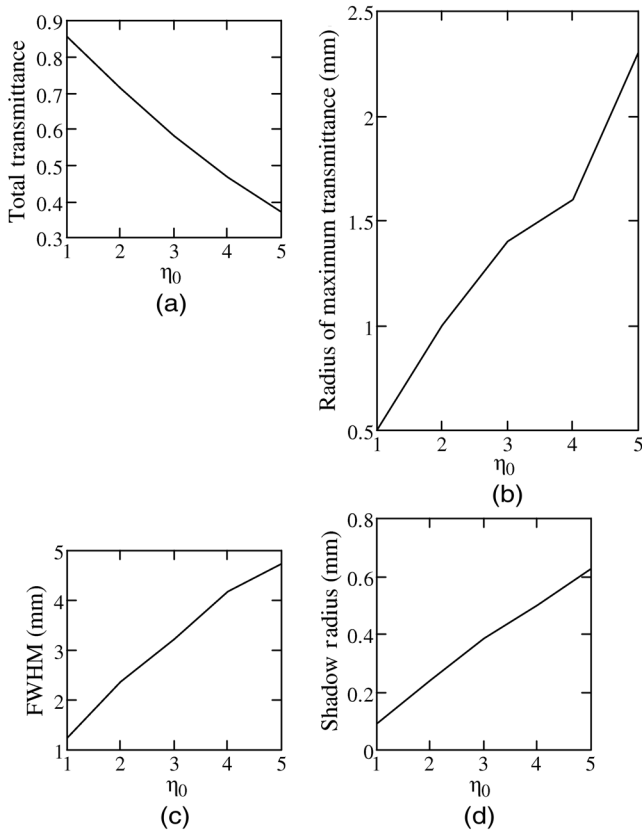 0.9
0.8
0.7
0.6
0.5
0.4
0.3
Total transmittance
1 2 3 4 5
η0
(a)
2.5
2
1.5
1
0.5
Radius of maximum transmittance (mm)
1 2 3 4 5
η0
(b)
5
4
3
2
1
FWHM (mm)
1 2 3 4 5
η0
(c)
0.8
0.6
0.4
0.2
0
Shadow radius (mm)
1 2 3 4 5
η0
(d)